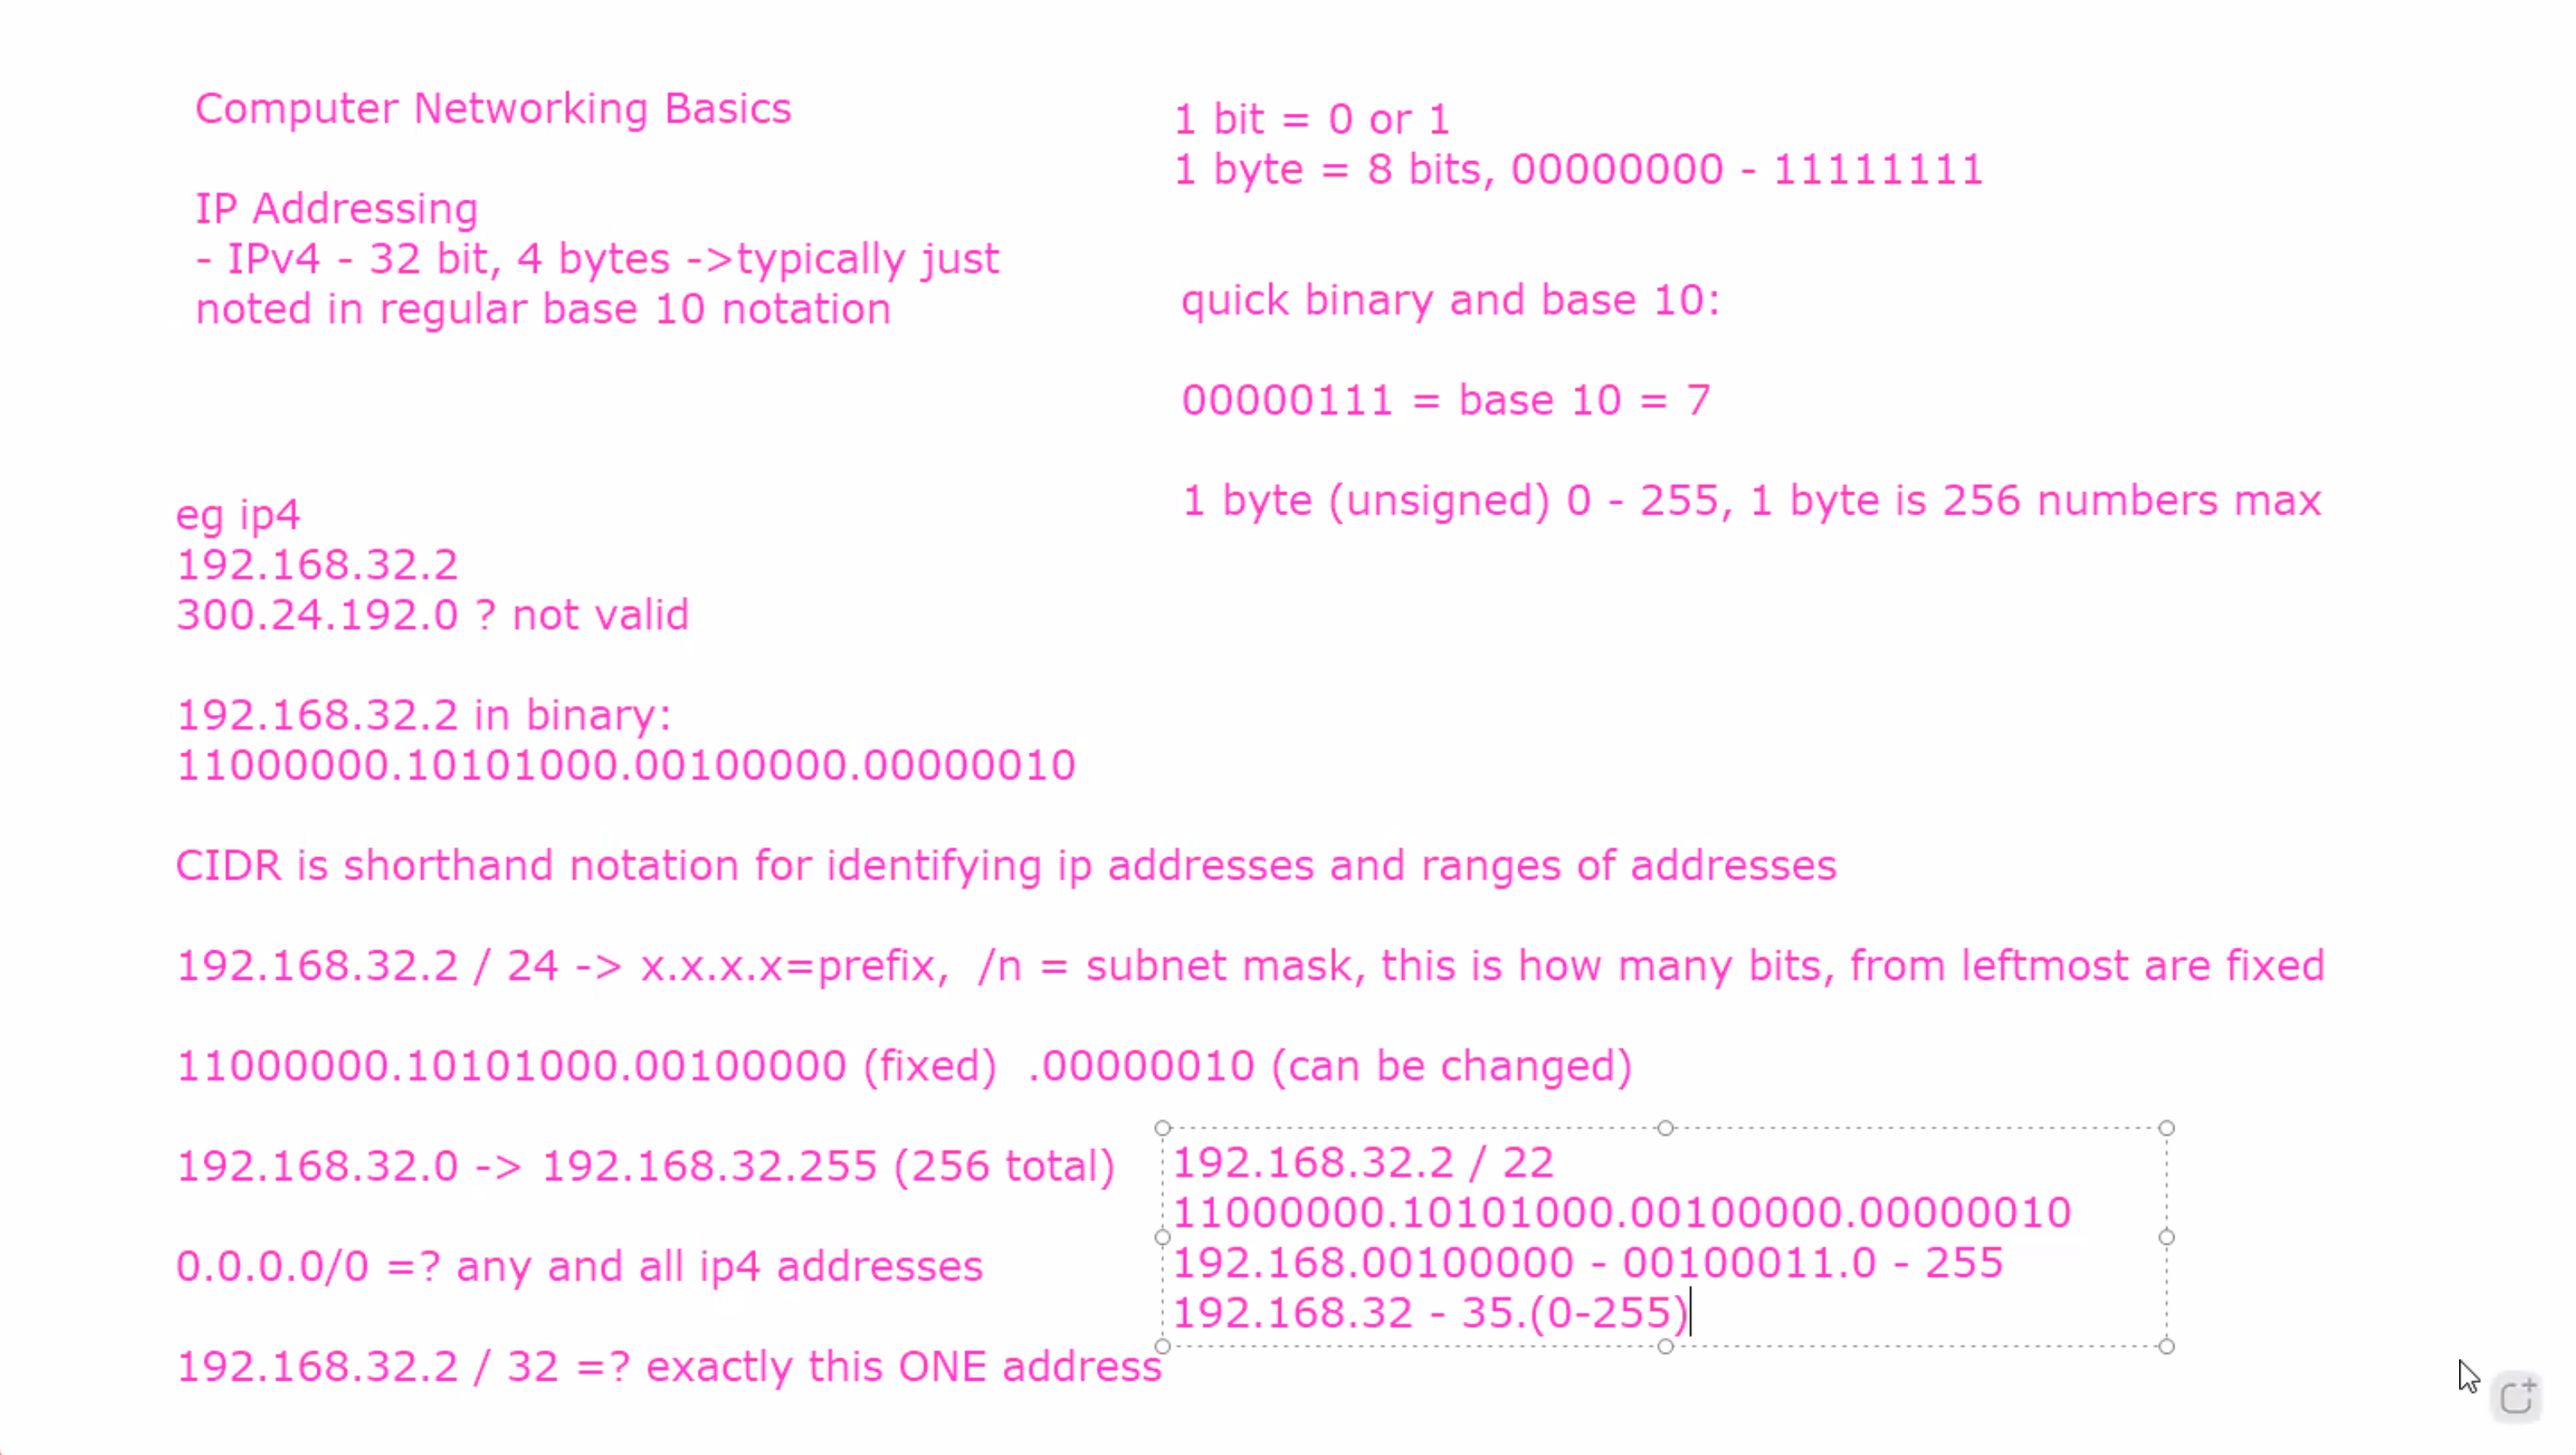 Computer Networking Basics
IP Addressing
- IPv4 - 32 bit, 4 bytes ->typically just
noted in regular base 10 notation
1 bit = 0 or 1
1 byte = 8 bits, 00000000 - 11111111
quick binary and base 10:
00000111 = base 10 = 7
1 byte (unsigned) 0 - 255, 1 byte is 256 numbers max
eg ip4
192.168.32.2
300.24.192.0 ? not valid
192.168.32.2 in binary:
11000000.10101000.00100000.00000010
CIDR is shorthand notation for identifying ip addresses and ranges of addresses
192.168.32.2 / 24 -> x.x.x.x=prefix,  /n = subnet mask, this is how many bits, from leftmost are fixed
11000000.10101000.00100000 (fixed)  .00000010 (can be changed)
192.168.32.0 -> 192.168.32.255 (256 total)
0.0.0.0/0 =? any and all ip4 addresses
192.168.32.2 / 32 =? exactly this ONE address
192.168.32.2 / 22
11000000.10101000.00100000.00000010
192.168.00100000 - 00100011.0 - 255
192.168.32 - 35.(0-255)